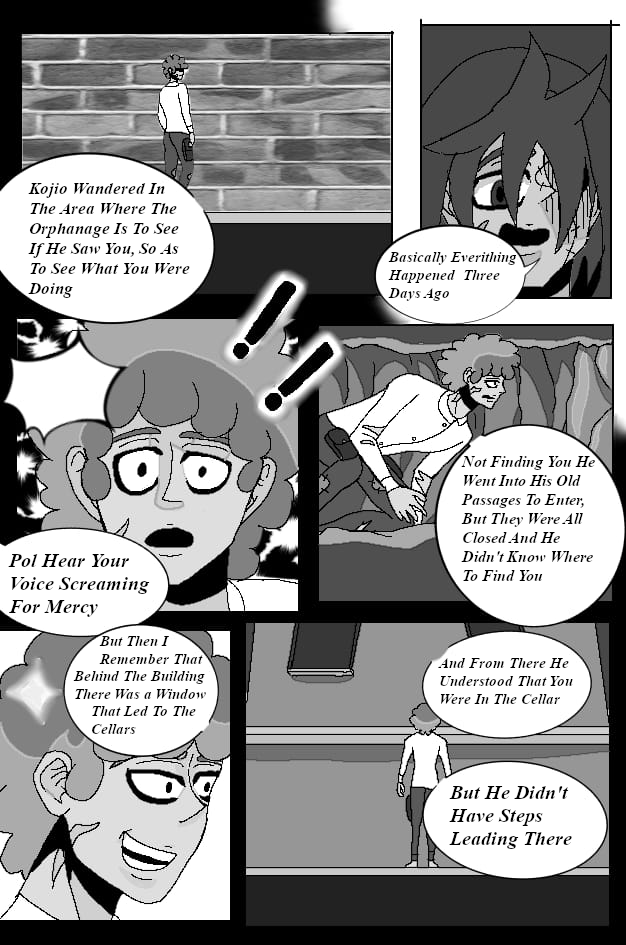 Basically Everithing
Happened Three
Days Ago
Kojio Wandered In
The Area Where The
Orphanage Is To See
If He Saw You, So As
To See What You Were
Doing
Not Finding You He
Went Into His Old
Passages To Enter,
But They Were All
Closed And He
Didn't Know Where
To Find You
!!
Pol Hear Your
Voice Screaming
For Mercy
And From There He
Understood That You
Were In The Cellar
But He Didn't
Have Steps
Leading There
But Then I
Remember That
Behind The Building
There Was a Window
That Led To The
Cellars